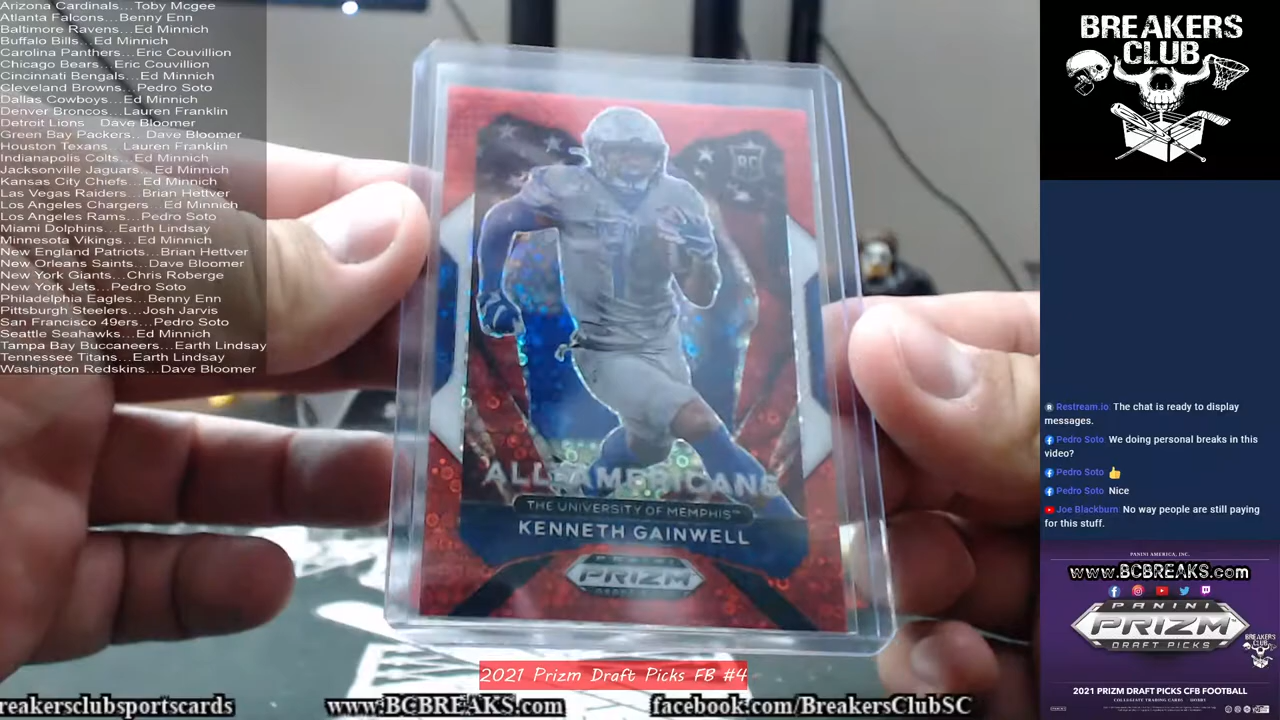 Arizona Cardinals...Toby Mcgee
Atlanta Falcons...Benny Enn
Baltimore Ravens...Ed Minnich
Buffalo Bills...Ed Minnich
Carolina Panthers...Eric Couvillion
Chicago Bears...Eric Couvillion
Cincinnati Bengals...Ed Minnich
Cleveland Browns...Pedro Soto
Dallas Cowboys...Ed Minnich
Denver Broncos...Lauren Franklin
Detroit Lions Dave Bloomer
Green Bay Packers.. Dave Bloomer
Houston Texans.. Lauren Franklin
Indianapolis Colts...Ed Minnich
Jacksonville Jaguars...Ed Minnich
Kansas City Chiefs...Ed Minnich
Las Vegas Raiders...Brian Hettver
Los Angeles Chargers...Ed Minnich
Los Angeles Rams...Pedro Soto
Miami Dolphins...Earth Lindsay
Minnesota Vikings...Ed Minnich
New England Patriots...Brian Hettver
New Orleans Saints...Dave Bloomer
New York Giants...Chris Roberge
New York Jets...Pedro Soto
Philadelphia Eagles...Benny Enn
Pittsburgh Steelers...Josh Jarvis
San Francisco 49ers...Pedro Soto
Seattle Seahawks...Ed Minnich
Tampa Bay Buccaneers...Earth Lindsay
Tennessee Titans...Earth Lindsay
Washington Redskins...Dave Bloomer
RC
ALL-AMERICANS
THE UNIVERSITY OF MEMPHIS™
KENNETH GAINWELL
PRIZM
2021 Prizm Draft Picks FB #4
reakersclubsportscards
www.BCBREAKS.com
facebook.com/BreakersClubSC
BREAKERS
CLUB
Restream.io The chat is ready to display
messages.
Pedro Soto We doing personal breaks in this
video?
Pedro Soto 👍
Pedro Soto Nice
Joe Blackburn No way people are still paying
for this stuff.
PANINI AMERICA, INC.
www.BCBREAKS.com
PANINI
PRIZM
DRAFT PICKS
BREAKERS
CLUB
2021 PRIZM DRAFT PICKS CFB FOOTBALL